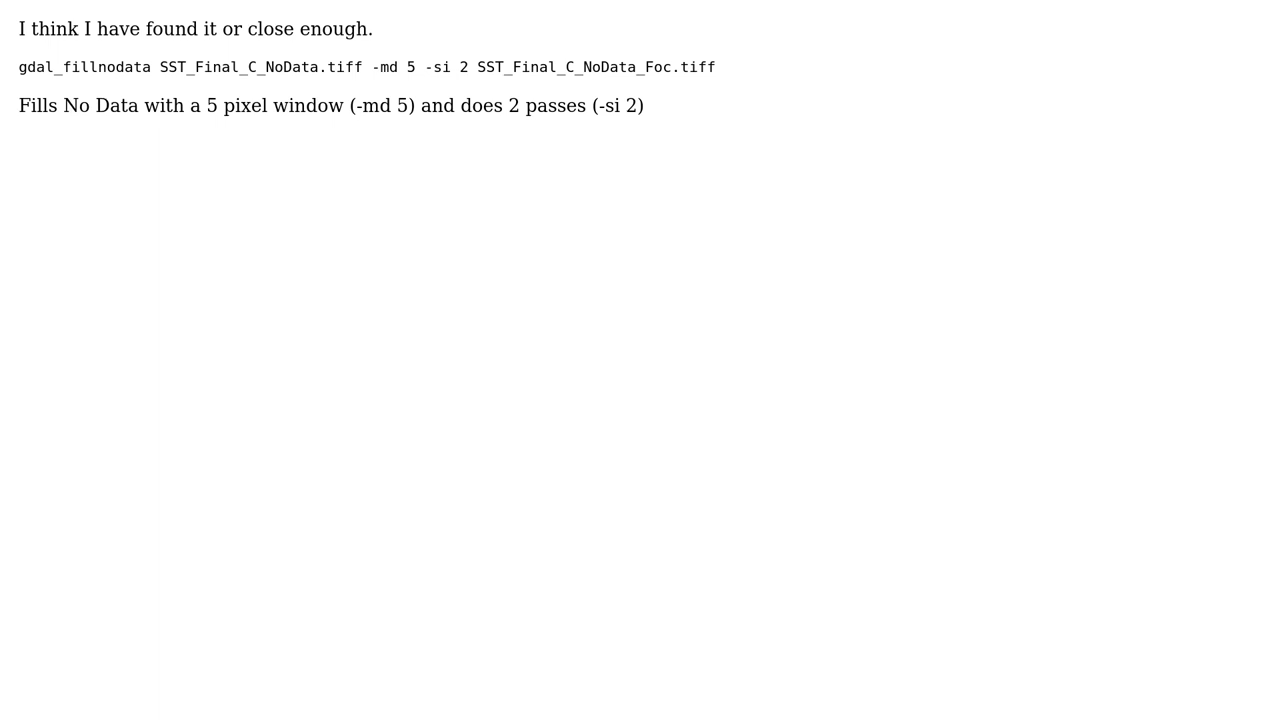 I think I have found it or close enough.
gdal_fillnodata SST_Final_C_NoData.tiff -md 5 -si 2 SST_Final_C_NoData_Foc.tiff
Fills No Data with a 5 pixel window (-md 5) and does 2 passes (-si 2)